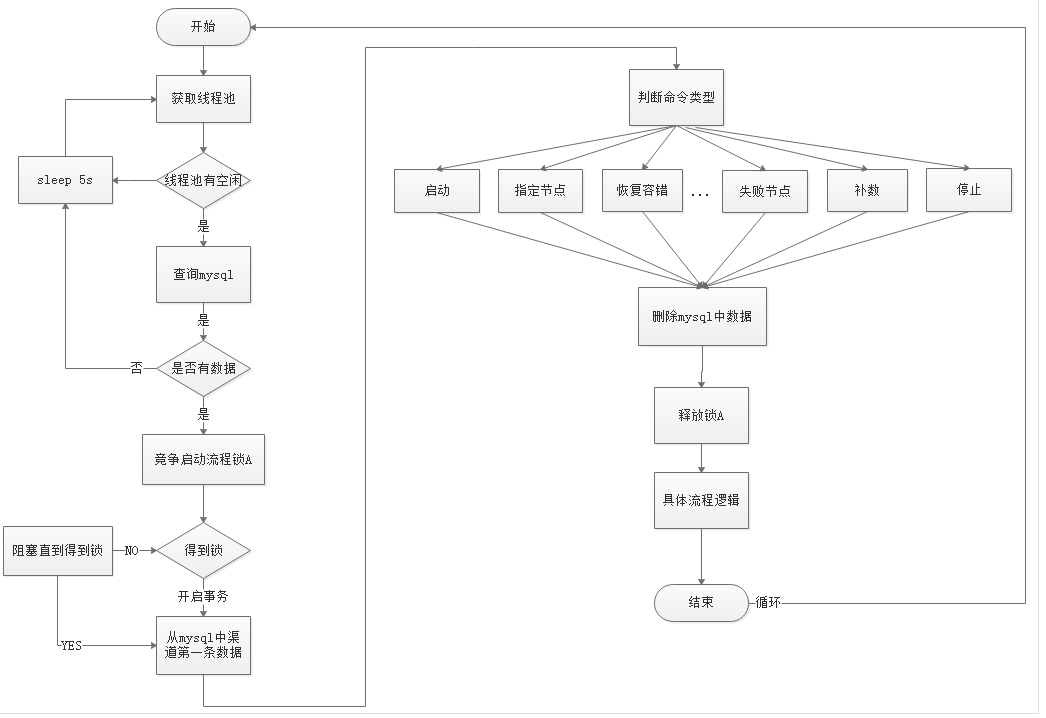 开始
获取线程池
sleep 5s
线程池有空闲
是
查询mysql
是
是否有数据
否
是
竞争启动流程锁A
得到锁
阻塞直到得到锁
NO
开启事务
YES
从mysql中渠
道第一条数据
判断命令类型
启动
指定节点
恢复容错
...
失败节点
补数
停止
删除mysql中数据
释放锁A
具体流程逻辑
结束
循环